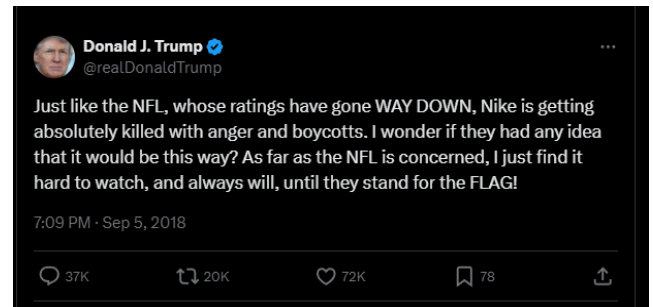 Donald J. Trump
@realDonaldTrump
Just like the NFL, whose ratings have gone WAY DOWN, Nike is getting
absolutely killed with anger and boycotts. I wonder if they had any idea
that it would be this way? As far as the NFL is concerned, I just find it
hard to watch, and always will, until they stand for the FLAG!
7:09 PM · Sep 5, 2018
37K 20K 72K 78